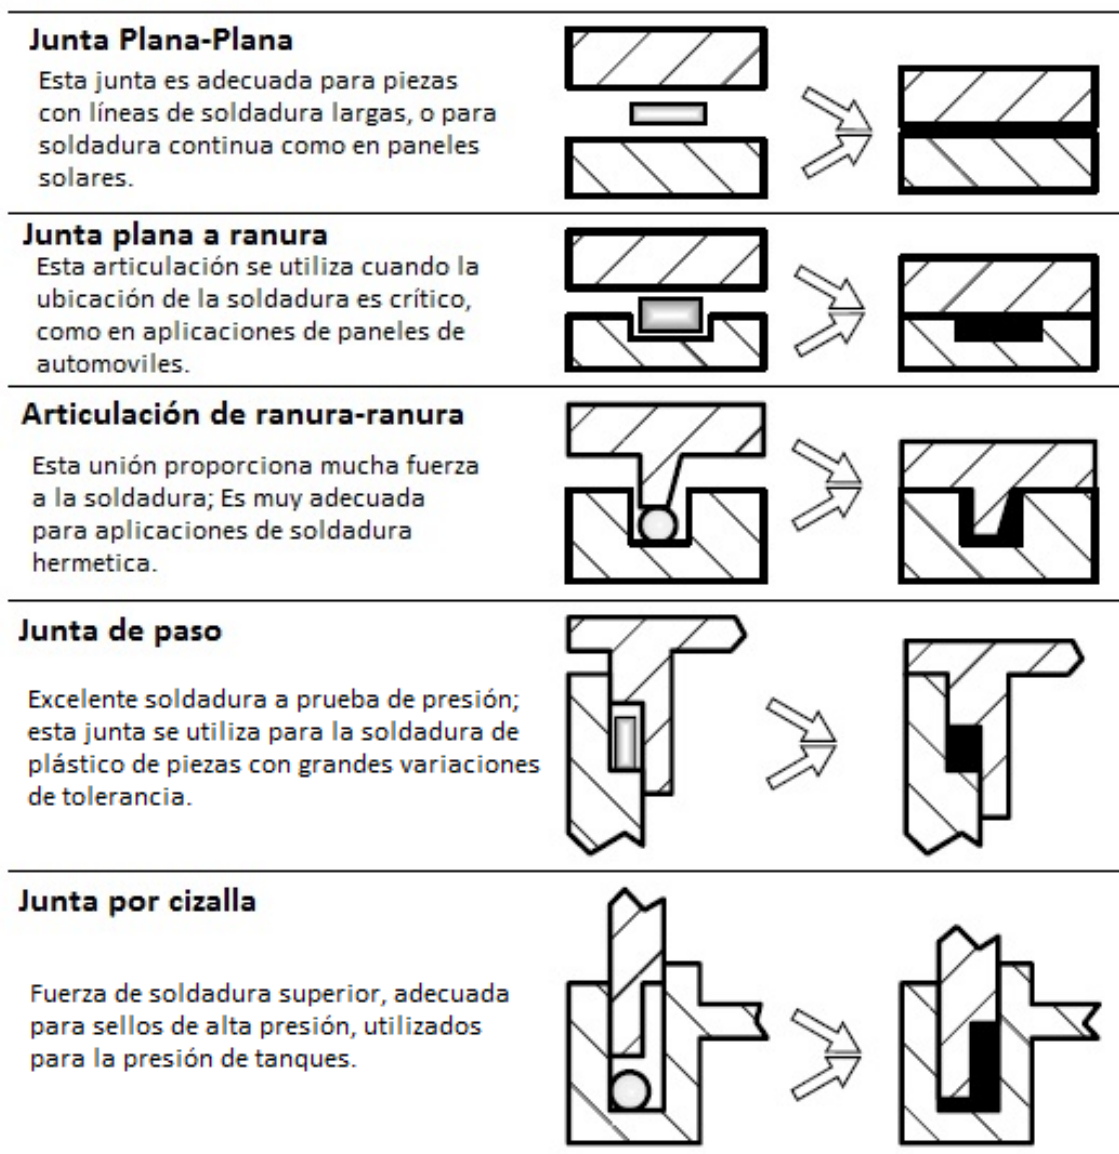 Junta Plana-Plana
Esta junta es adecuada para piezas
con líneas de soldadura largas, o para
soldadura continua como en paneles
solares.
Junta plana a ranura
Esta articulación se utiliza cuando la
ubicación de la soldadura es crítico,
como en aplicaciones de paneles de
automoviles.
Articulación de ranura-ranura
Esta unión proporciona mucha fuerza
a la soldadura; Es muy adecuada
para aplicaciones de soldadura
hermetica.
Junta de paso
Excelente soldadura a prueba de presión;
esta junta se utiliza para la soldadura de
plástico de piezas con grandes variaciones
de tolerancia.
Junta por cizalla
Fuerza de soldadura superior, adecuada
para sellos de alta presión, utilizados
para la presión de tanques.